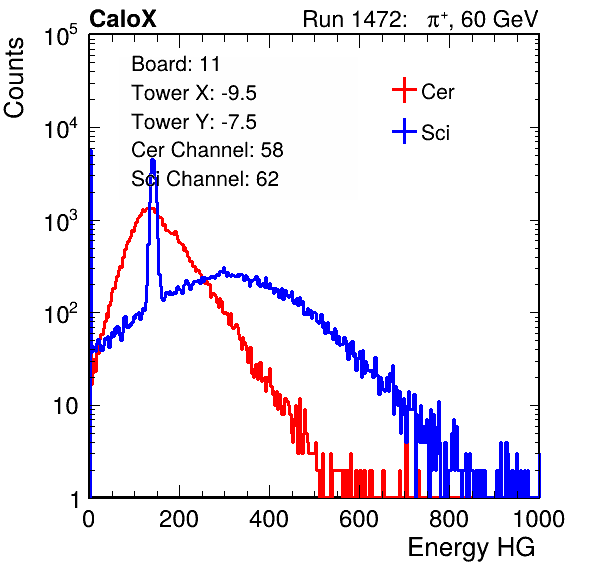 CaloX Run 1472: π⁺, 60 GeV
Counts
10⁵
10⁴
10³
10²
10
1
Board: 11
Tower X: -9.5
Tower Y: -7.5
Cer Channel: 58
Sci Channel: 62
Cer
Sci
0 200 400 600 800 1000
Energy HG